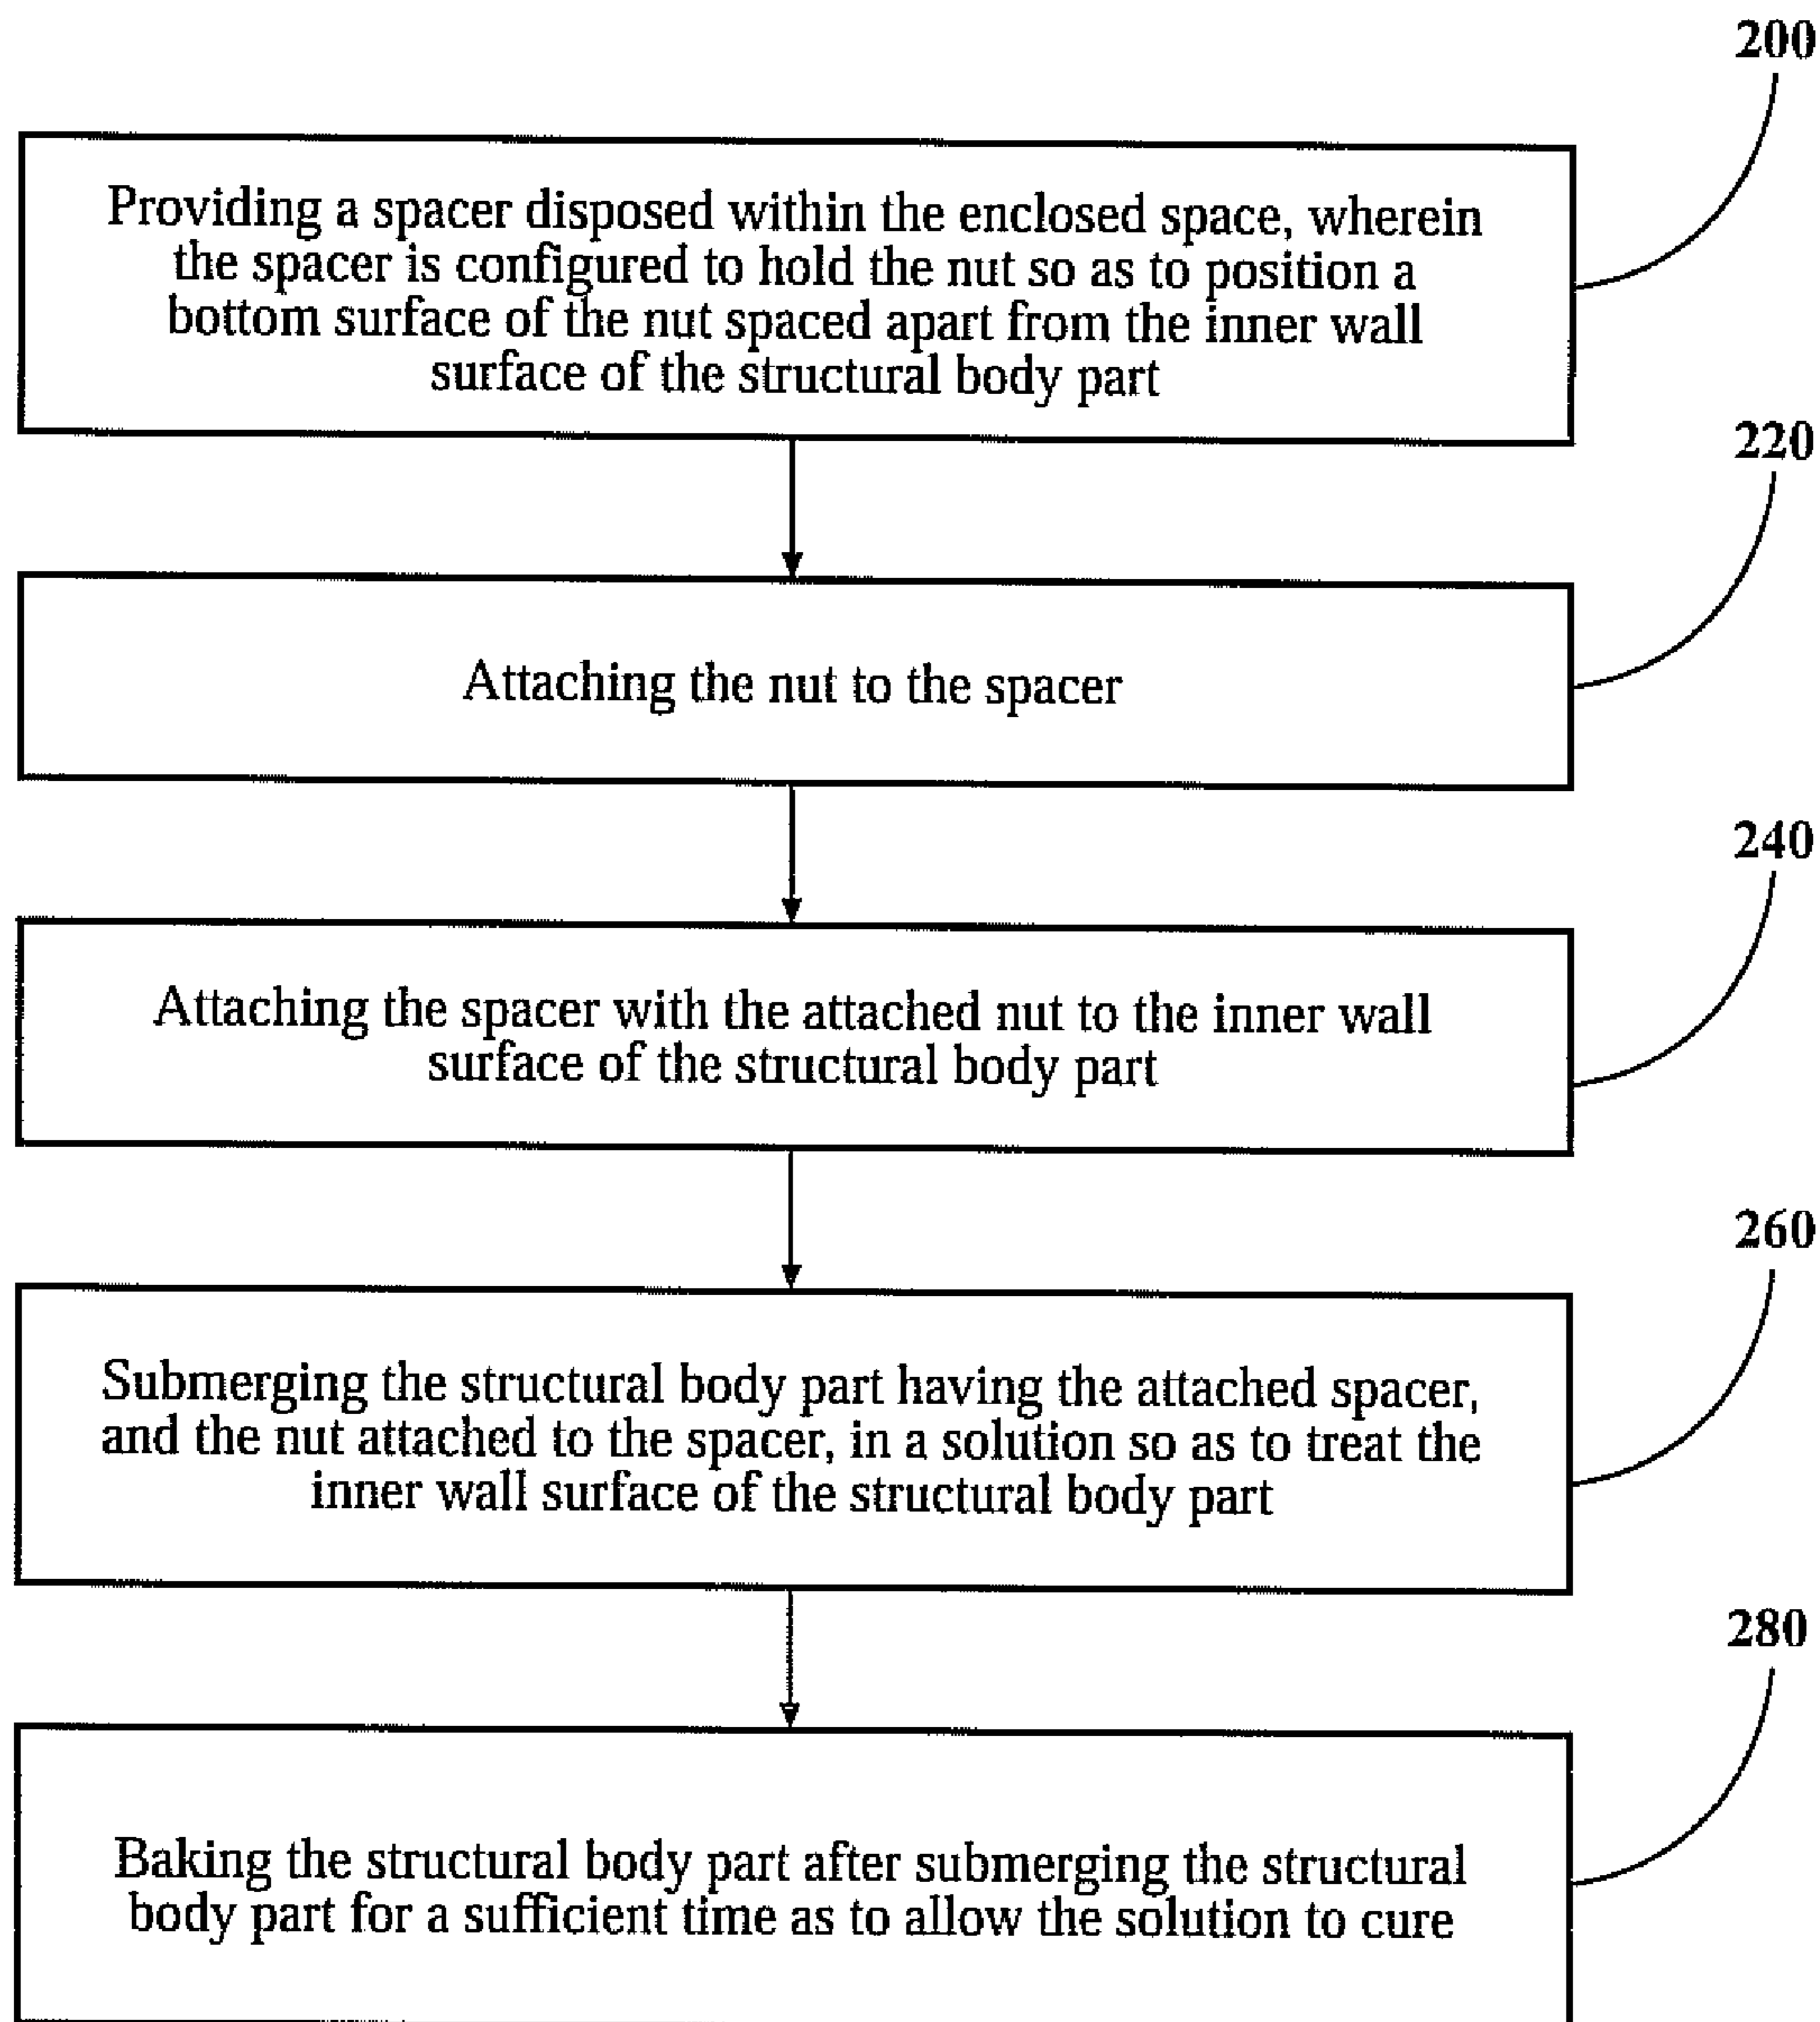 200
Providing a spacer disposed within the enclosed space, wherein
the spacer is configured to hold the nut so as to position a
bottom surface of the nut spaced apart from the inner wall
surface of the structural body part
220
Attaching the nut to the spacer
240
Attaching the spacer with the attached nut to the inner wall
surface of the structural body part
260
Submerging the structural body part having the attached spacer,
and the nut attached to the spacer, in a solution so as to treat the
inner wall surface of the structural body part
280
Baking the structural body part after submerging the structural
body part for a sufficient time as to allow the solution to cure